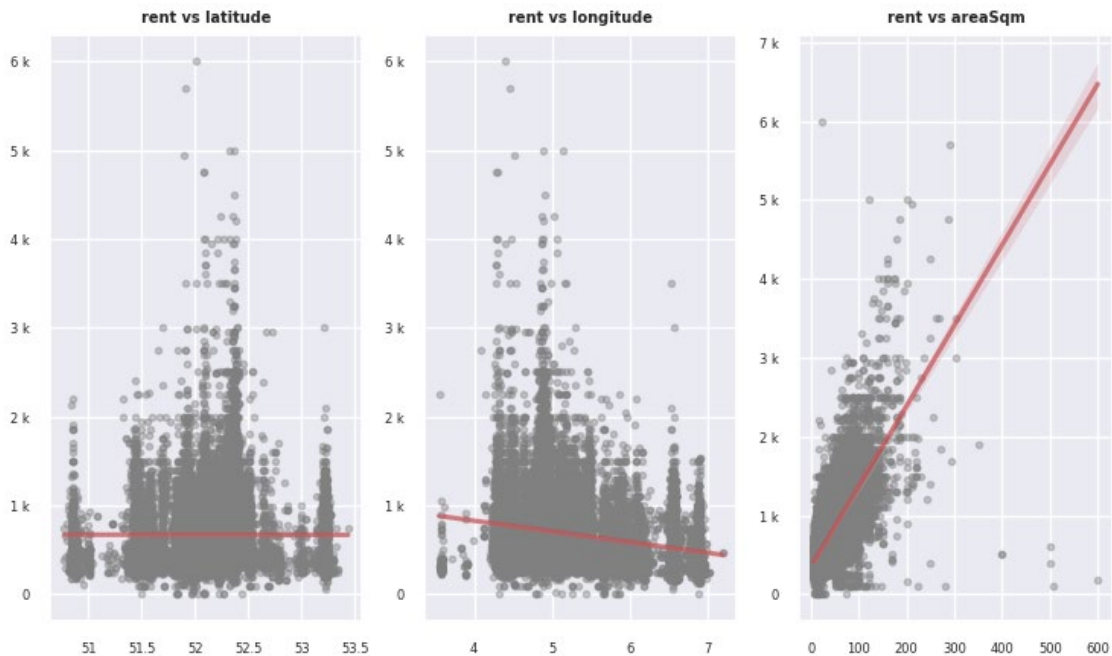 rent vs latitude
6 k
5 k
4 k
3 k
2 k
1 k
0
51 51.5 52 52.5 53 53.5
rent vs longitude
6 k
5 k
4 k
3 k
2 k
1 k
0
4 5 6 7
rent vs areaSqm
7 k
6 k
5 k
4 k
3 k
2 k
1 k
0
0 100 200 300 400 500 600